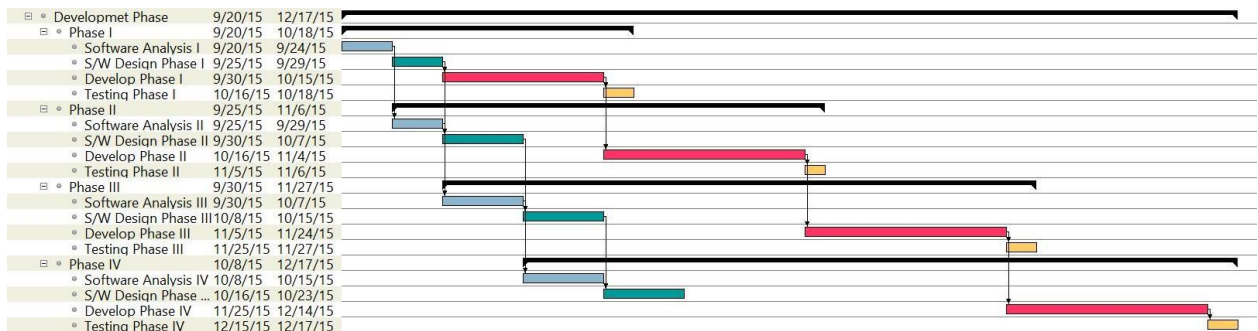 Developmet Phase 9/20/15 12/17/15
Phase I 9/20/15 10/18/15
Software Analysis I 9/20/15 9/24/15
S/W Design Phase I 9/25/15 9/29/15
Develop Phase I 9/30/15 10/15/15
Testing Phase I 10/16/15 10/18/15
Phase II 9/25/15 11/6/15
Software Analysis II 9/25/15 9/29/15
S/W Design Phase II 9/30/15 10/7/15
Develop Phase II 10/16/15 11/4/15
Testing Phase II 11/5/15 11/6/15
Phase III 9/30/15 11/27/15
Software Analysis III 9/30/15 10/7/15
S/W Design Phase III 10/8/15 10/15/15
Develop Phase III 11/5/15 11/24/15
Testing Phase III 11/25/15 11/27/15
Phase IV 10/8/15 12/17/15
Software Analysis IV 10/8/15 10/15/15
S/W Design Phase ... 10/16/15 10/23/15
Develop Phase IV 11/25/15 12/14/15
Testing Phase IV 12/15/15 12/17/15